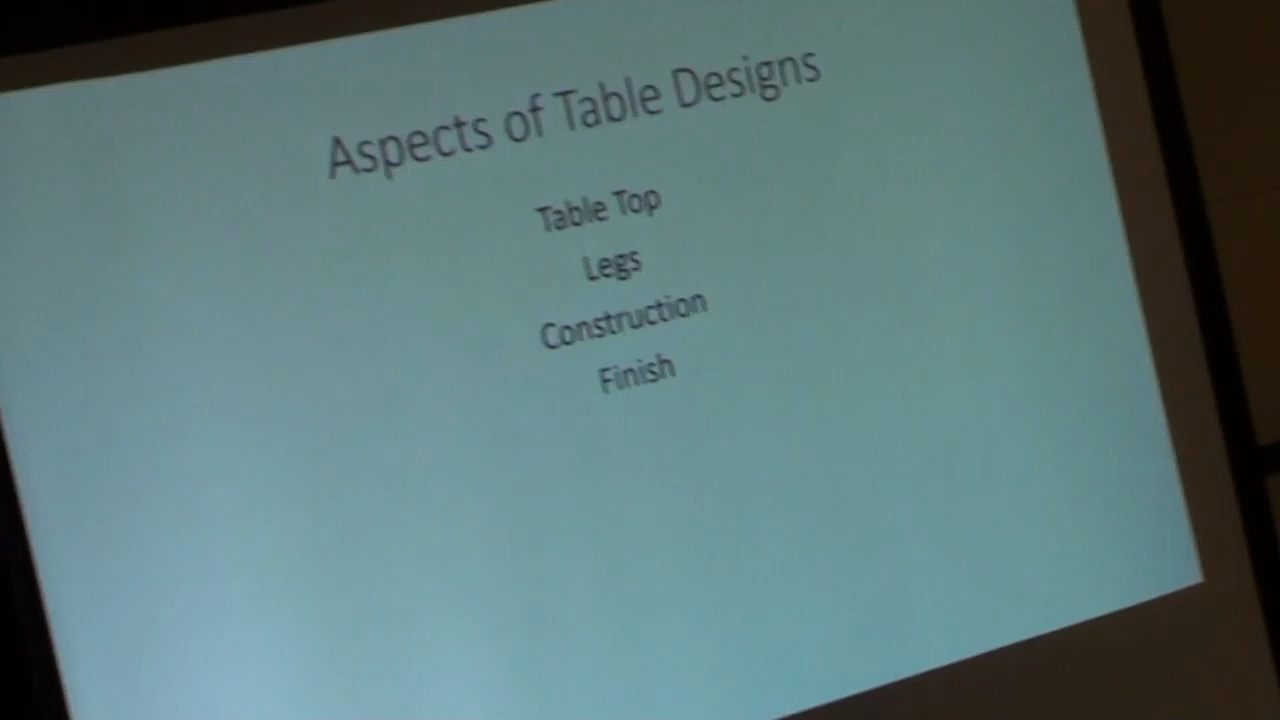 Aspects of Table Designs
Table Top
Legs
Construction
Finish